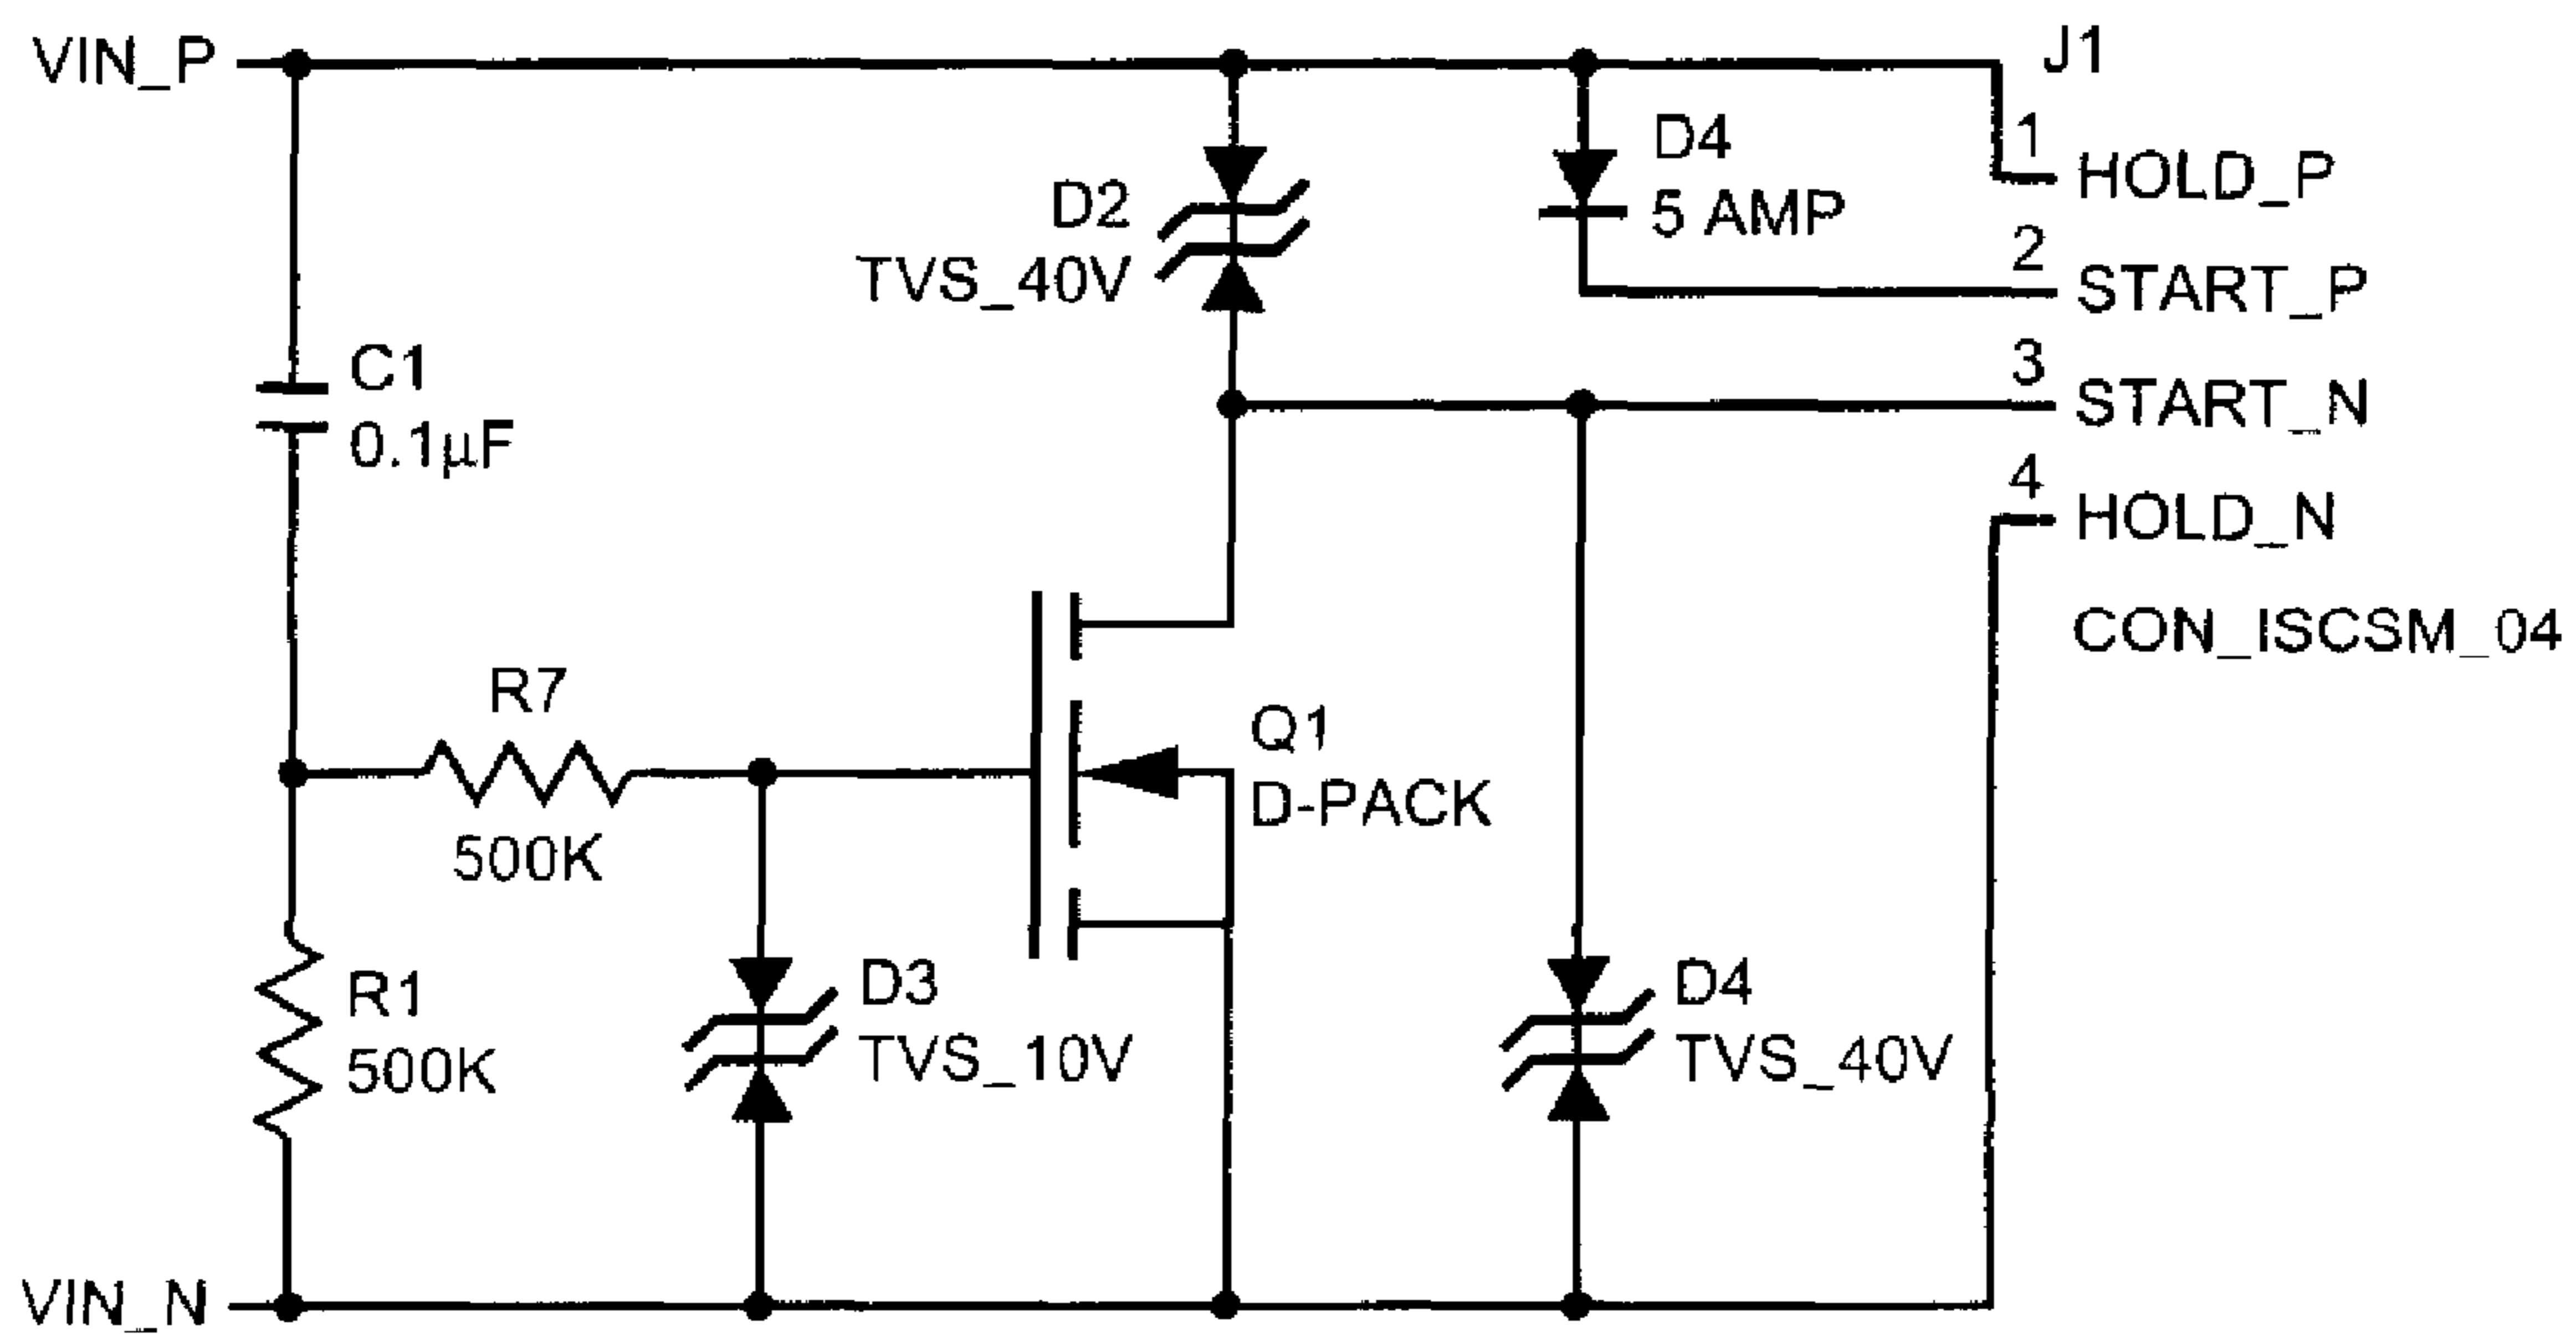 VIN_P
J1
1
HOLD_P
D4
5 AMP
D2
TVS_40V
2
START_P
3
START_N
C1
0.1µF
4
HOLD_N
CON_ISCSM_04
R7
500K
Q1
D-PACK
R1
500K
D3
TVS_10V
D4
TVS_40V
VIN_N